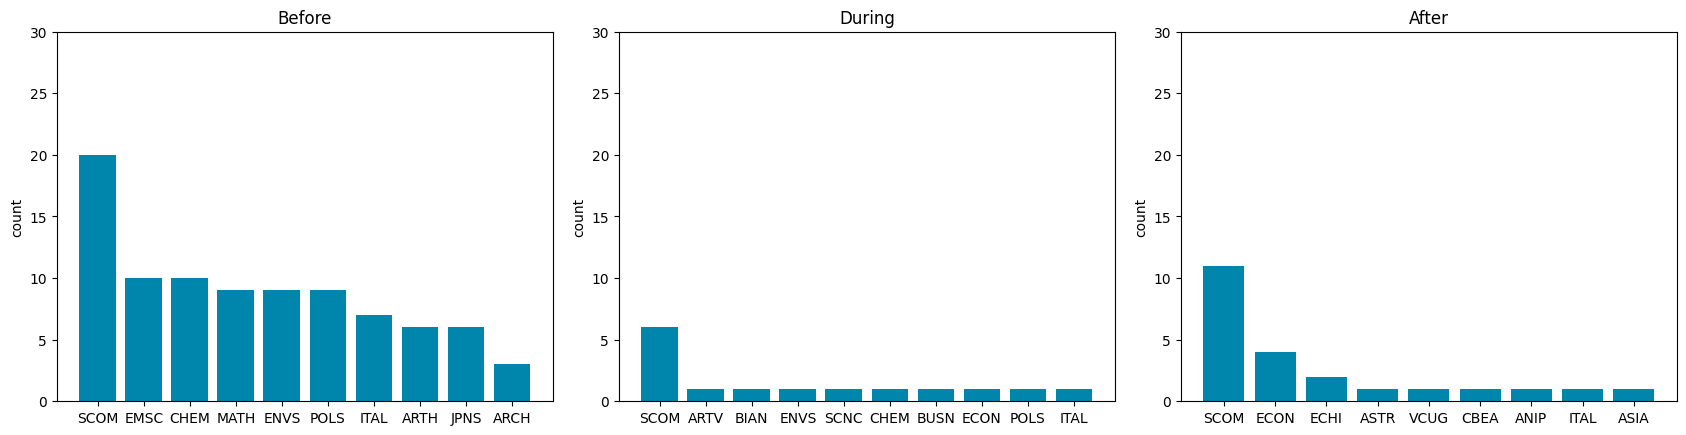 Before
30
25
20
15
10
5
0
count
SCOM EMSC CHEM MATH ENVS POLS ITAL ARTH JPNS ARCH
During
30
25
20
15
10
5
0
count
SCOM ARTV BIAN ENVS SCNC CHEM BUSN ECON POLS ITAL
After
30
25
20
15
10
5
0
count
SCOM ECON ECHI ASTR VCUG CBEA ANIP ITAL ASIA